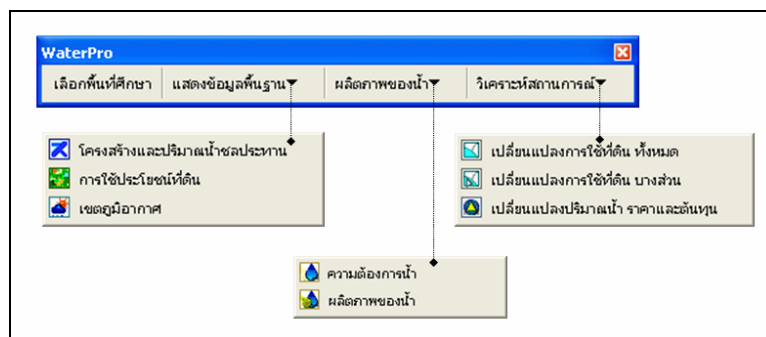 WaterPro
เลือกพื้นที่ศึกษา แสดงข้อมูลพื้นฐาน ผลิตภาพของน้ำ วิเคราะห์สถานการณ์
โครงสร้างและปริมาณน้ำชลประทาน
การใช้ประโยชน์ที่ดิน
เขตภูมิอากาศ
เปลี่ยนแปลงการใช้ที่ดิน ทั้งหมด
เปลี่ยนแปลงการใช้ที่ดิน บางส่วน
เปลี่ยนแปลงปริมาณน้ำ ราคาและต้นทุน
ความต้องการน้ำ
ผลิตภาพของน้ำ